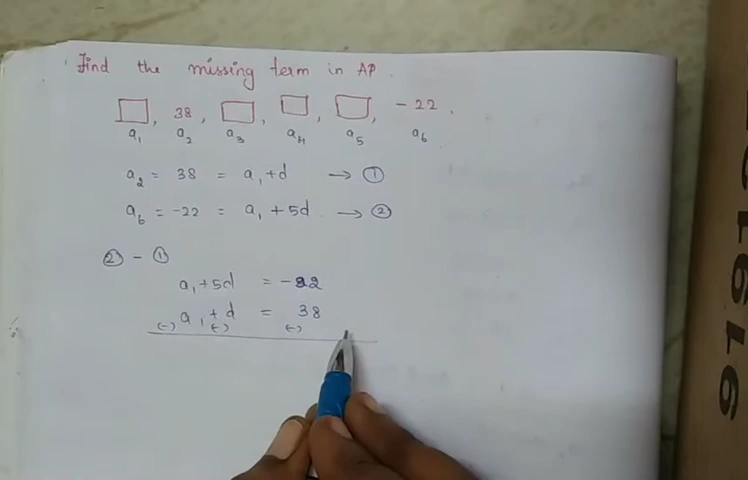 Find the missing term in AP.
□, 38, □, □, □, -22.
a₁ a₂ a₃ a₄ a₅ a₆
a₂ = 38 = a₁+d → ①
a₆ = -22 = a₁ + 5d → ②
② - ①
a₁+5d = -22
a₁ + d = 38
(-) (-) (-)
9191